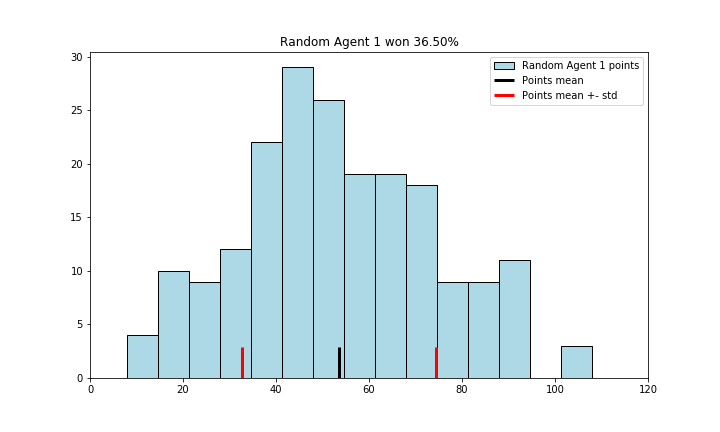 Random Agent 1 won 36.50%
Random Agent 1 points
Points mean
Points mean +- std
30
25
20
15
10
5
0
0 20 40 60 80 100 120